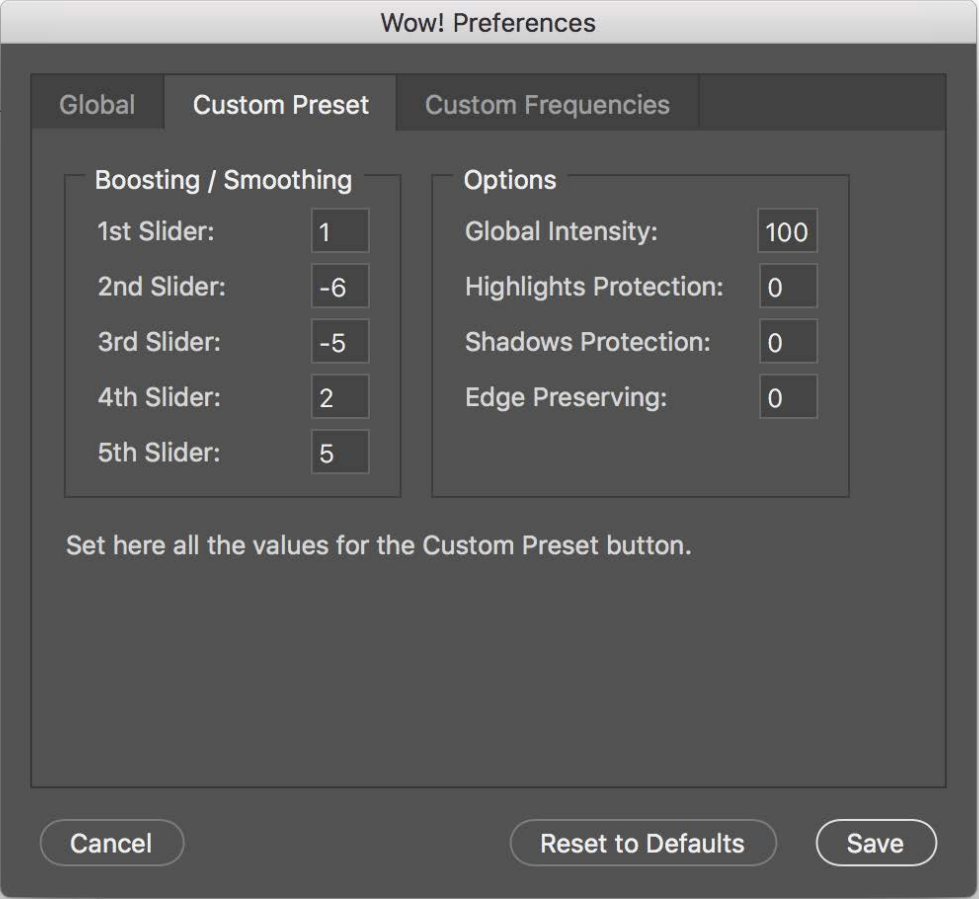 Wow! Preferences
Global
Custom Preset
Custom Frequencies
Boosting / Smoothing
1st Slider: 1
2nd Slider: -6
3rd Slider: -5
4th Slider: 2
5th Slider: 5
Options
Global Intensity: 100
Highlights Protection: 0
Shadows Protection: 0
Edge Preserving: 0
Set here all the values for the Custom Preset button.
Cancel
Reset to Defaults
Save